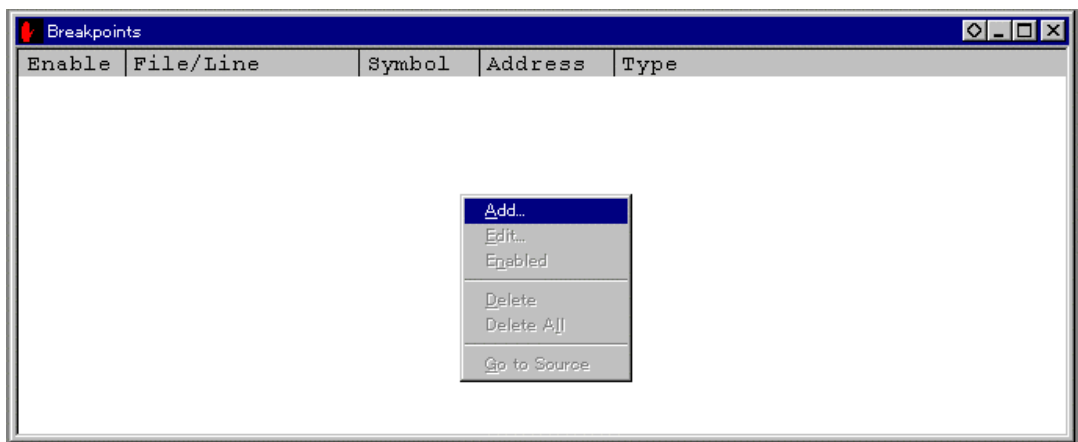 Breakpoints
Enable File/Line Symbol Address Type
Add...
Edit...
Enabled
Delete
Delete All
Go to Source